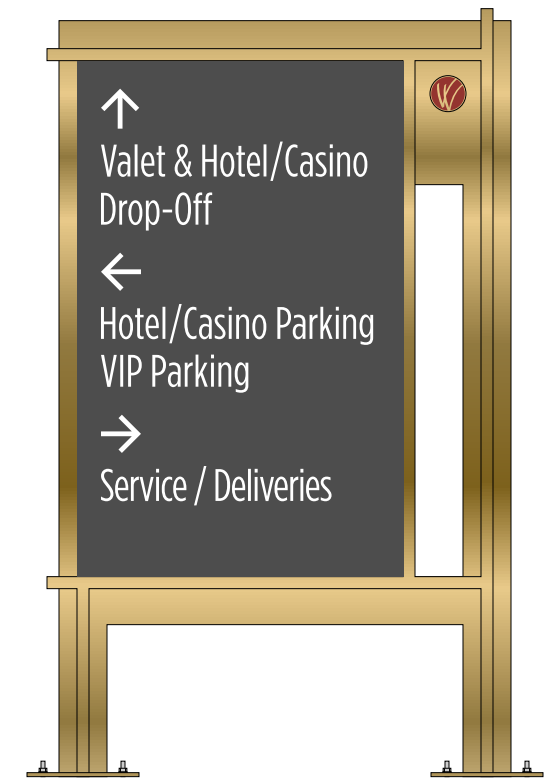 Valet & Hotel/Casino
Drop-Off
Hotel/Casino Parking
VIP Parking
Service / Deliveries
W